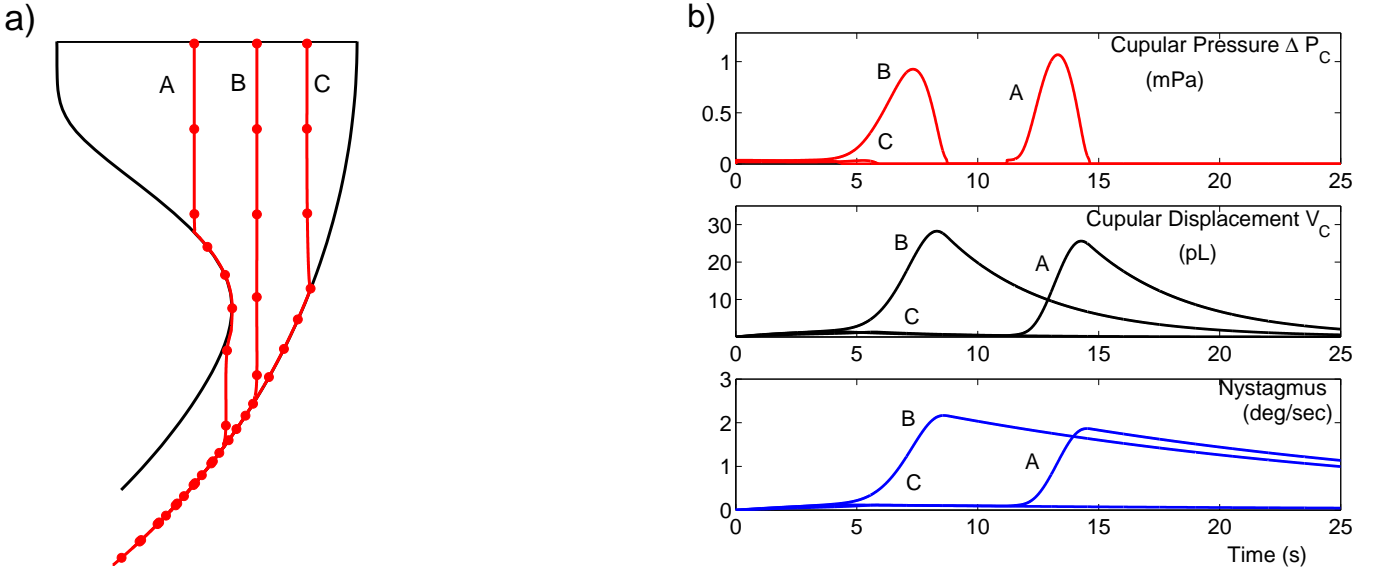 a)
A
B
C
b)
Cupular Pressure Δ P_C
(mPa)
B
A
C
1
0.5
0
0 5 10 15 20 25
Cupular Displacement V_C
(pL)
B
A
C
30
20
10
0 5 10 15 20 25
Nystagmus
(deg/sec)
B
A
C
3
2
1
0
0 5 10 15 20 25
Time (s)